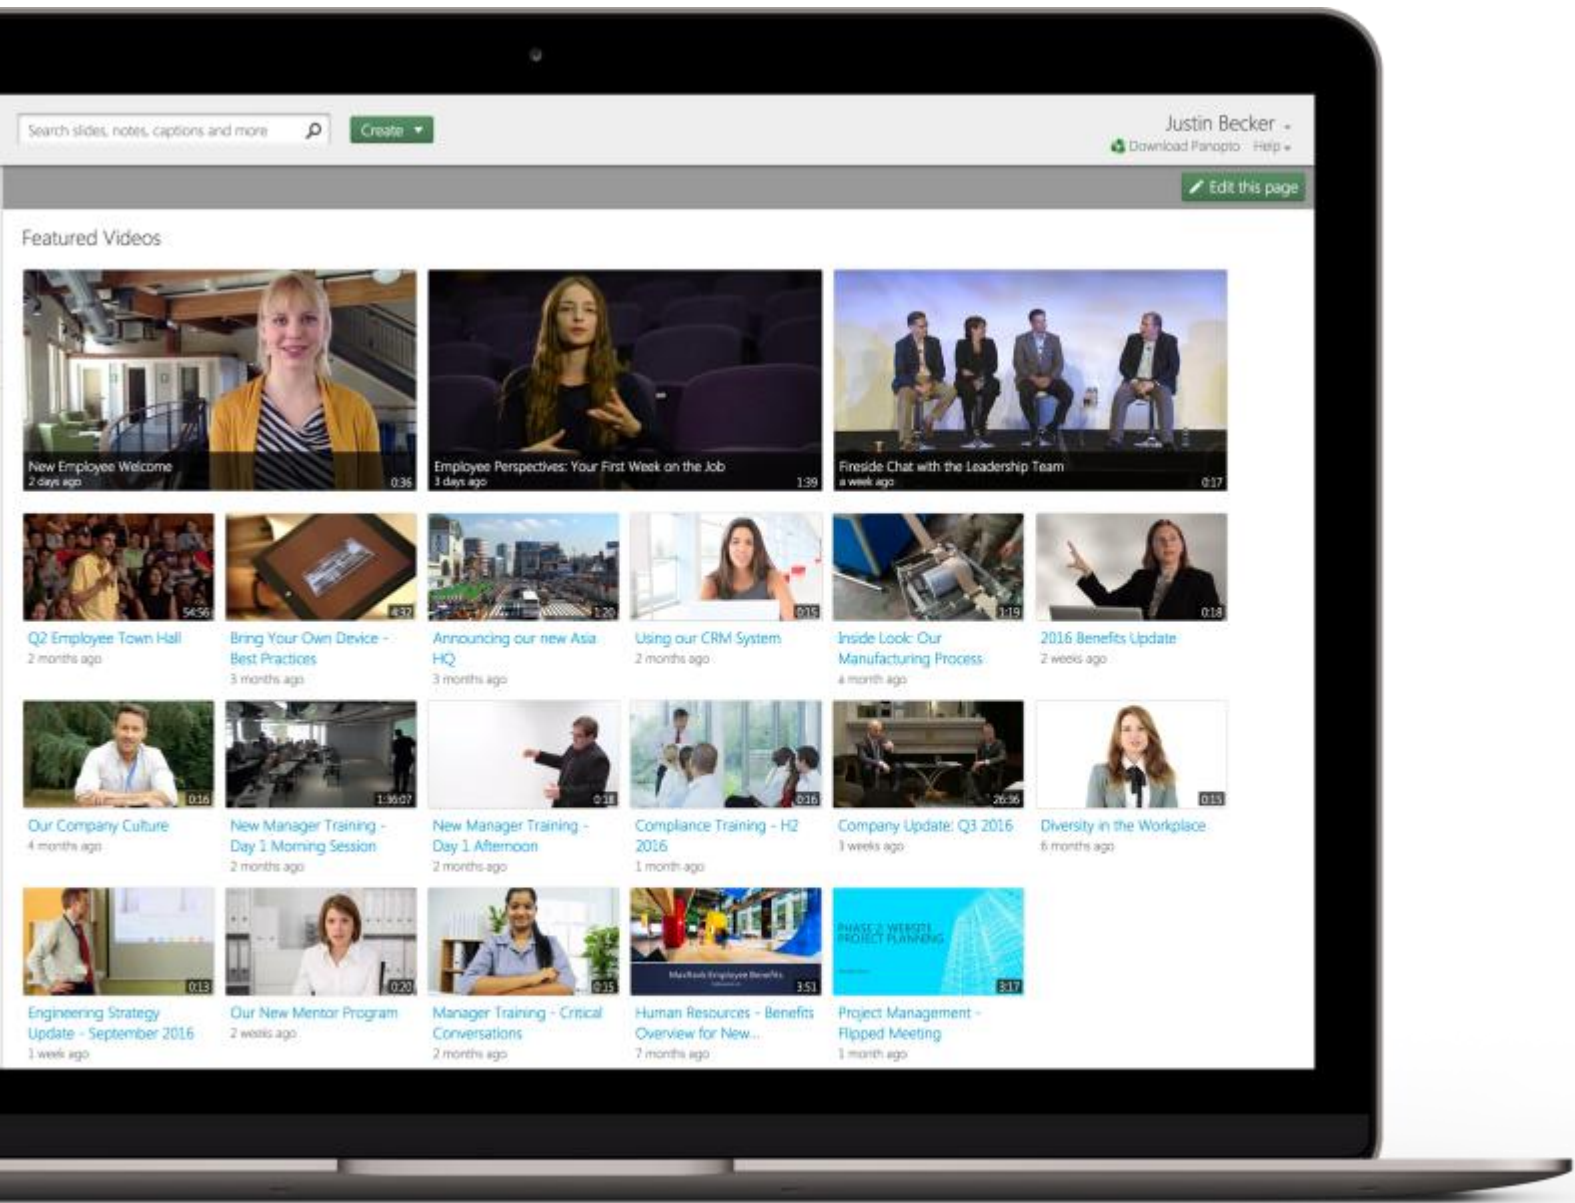 Search slides, notes, captions and more
Create
Justin Becker
Download Panopto Help
Edit this page
Featured Videos
New Employee Welcome
2 days ago
0:36
Employee Perspectives: Your First Week on the Job
3 days ago
1:39
Fireside Chat with the Leadership Team
a week ago
0:17
54:56
4:32
1:20
0:15
1:19
0:18
Q2 Employee Town Hall
2 months ago
Bring Your Own Device -
Best Practices
3 months ago
Announcing our new Asia
HQ
3 months ago
Using our CRM System
2 months ago
Inside Look: Our
Manufacturing Process
a month ago
2016 Benefits Update
2 weeks ago
0:16
1:36:07
0:18
0:16
26:36
0:15
Our Company Culture
4 months ago
New Manager Training -
Day 1 Morning Session
2 months ago
New Manager Training -
Day 1 Afternoon
2 months ago
Compliance Training - H2
2016
1 month ago
Company Update: Q3 2016
3 weeks ago
Diversity in the Workplace
6 months ago
0:13
0:20
0:15
Employee Benefits
3:51
PHASE 2 WEBSITE
PROJECT PLANNING
3:17
Engineering Strategy
Update - September 2016
1 week ago
Our New Mentor Program
2 weeks ago
Manager Training - Critical
Conversations
2 months ago
Human Resources - Benefits
Overview for New...
7 months ago
Project Management -
Flipped Meeting
1 month ago